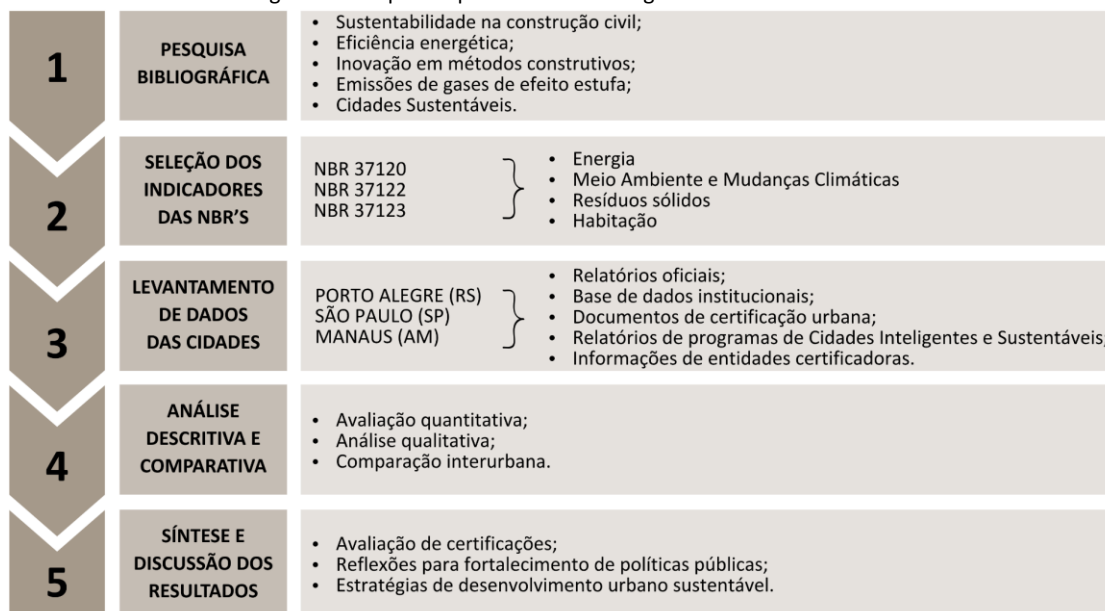 1
PESQUISA
BIBLIOGRÁFICA
• Sustentabilidade na construção civil;
• Eficiência energética;
• Inovação em métodos construtivos;
• Emissões de gases de efeito estufa;
• Cidades Sustentáveis.
2
SELEÇÃO DOS
INDICADORES
DAS NBR'S
NBR 37120
NBR 37122
NBR 37123
• Energia
• Meio Ambiente e Mudanças Climáticas
• Resíduos sólidos
• Habitação
3
LEVANTAMENTO
DE DADOS
DAS CIDADES
PORTO ALEGRE (RS)
SÃO PAULO (SP)
MANAUS (AM)
• Relatórios oficiais;
• Base de dados institucionais;
• Documentos de certificação urbana;
• Relatórios de programas de Cidades Inteligentes e Sustentáveis;
• Informações de entidades certificadoras.
4
ANÁLISE
DESCRITIVA E
COMPARATIVA
• Avaliação quantitativa;
• Análise qualitativa;
• Comparação interurbana.
5
SÍNTESE E
DISCUSSÃO DOS
RESULTADOS
• Avaliação de certificações;
• Reflexões para fortalecimento de políticas públicas;
• Estratégias de desenvolvimento urbano sustentável.